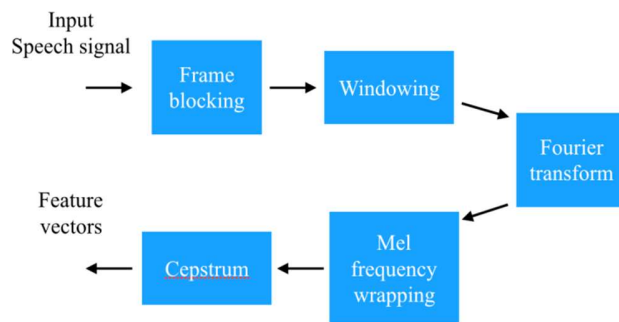 Input
Speech signal
Frame
blocking
Windowing
Fourier
transform
Mel
frequency
wrapping
Cepstrum
Feature
vectors